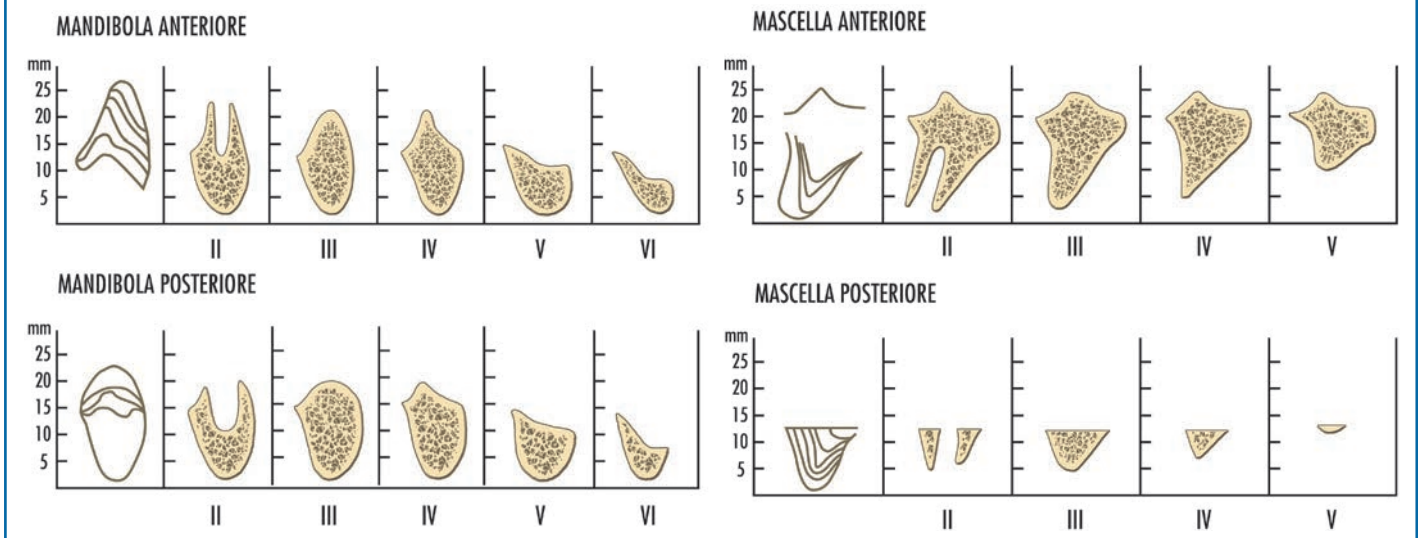 MANDIBOLA ANTERIORE
mm
25
20
15
10
5
II III IV V VI
MASCELLA ANTERIORE
mm
25
20
15
10
5
II III IV V
MANDIBOLA POSTERIORE
mm
25
20
15
10
5
II III IV V VI
MASCELLA POSTERIORE
mm
25
20
15
10
5
II III IV V